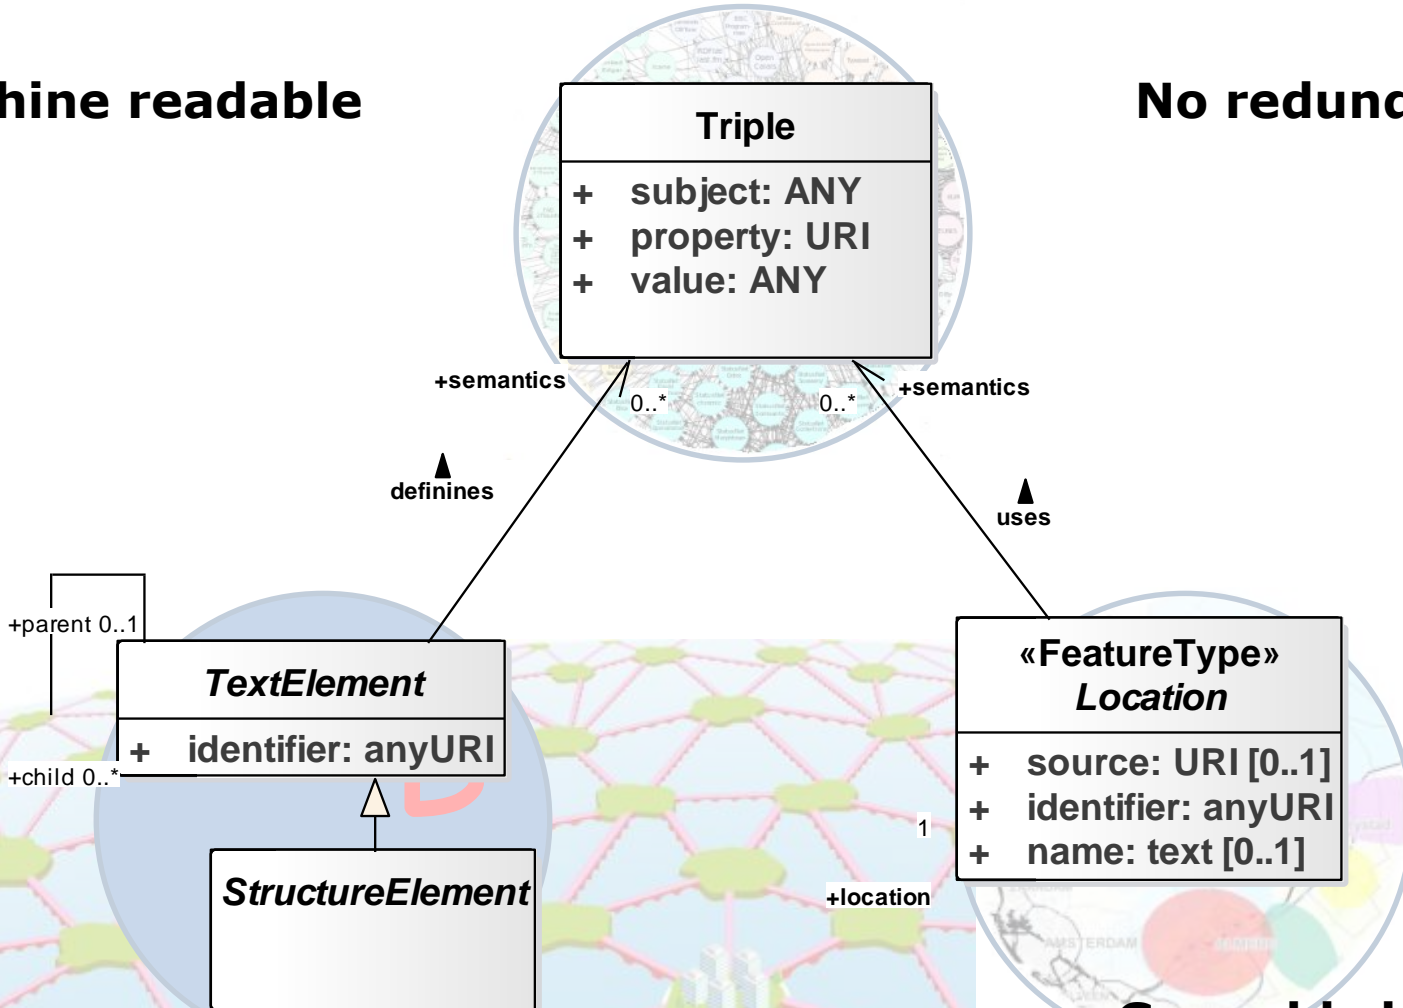 hine readable
No redund
Triple
+ subject: ANY
+ property: URI
+ value: ANY
+semantics
0..*
0..*
+semantics
definines
uses
+parent 0..1
TextElement
+ identifier: anyURI
+child 0..*
StructureElement
«FeatureType»
Location
+ source: URI [0..1]
+ identifier: anyURI
+ name: text [0..1]
1
+location
AMSTERDAM